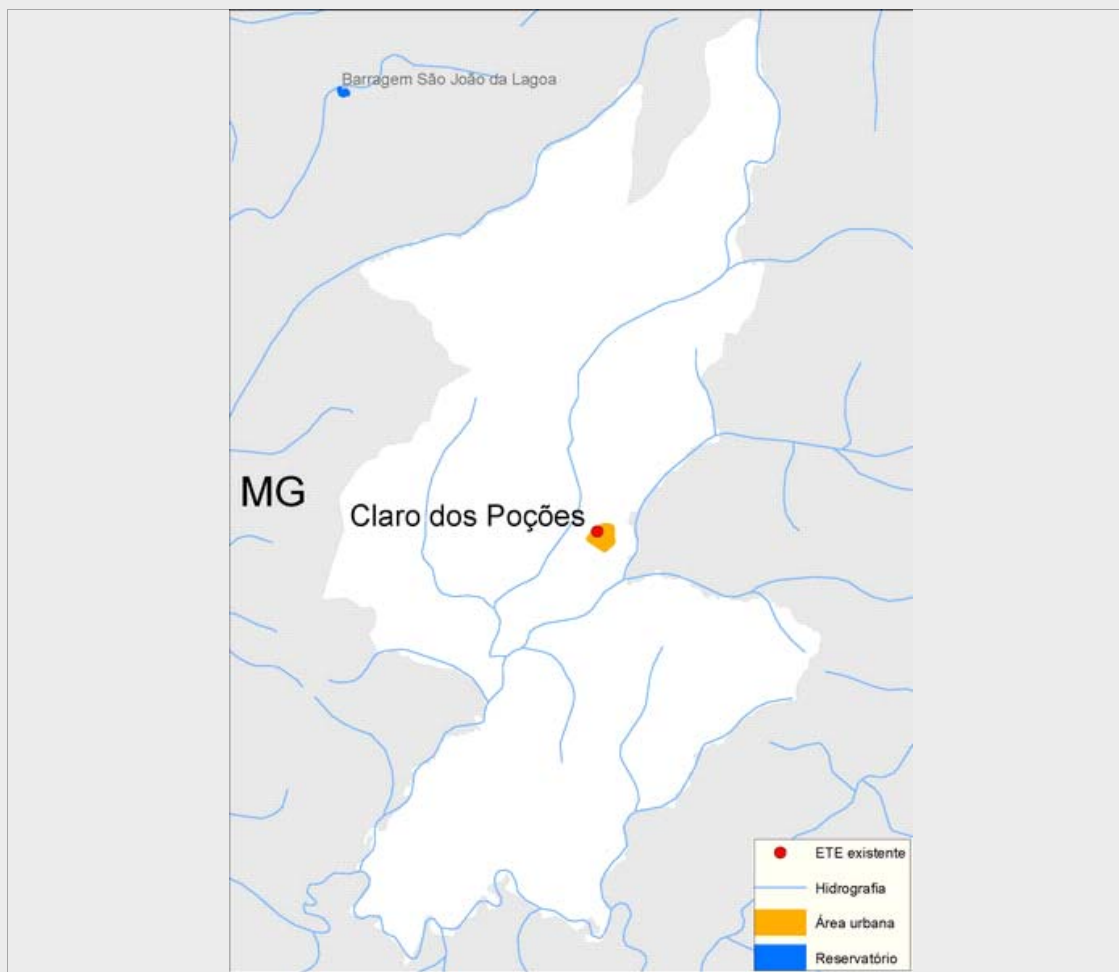 Barragem São João da Lagoa
MG
Claro dos Poções
ETE existente
Hidrografia
Área urbana
Reservatório